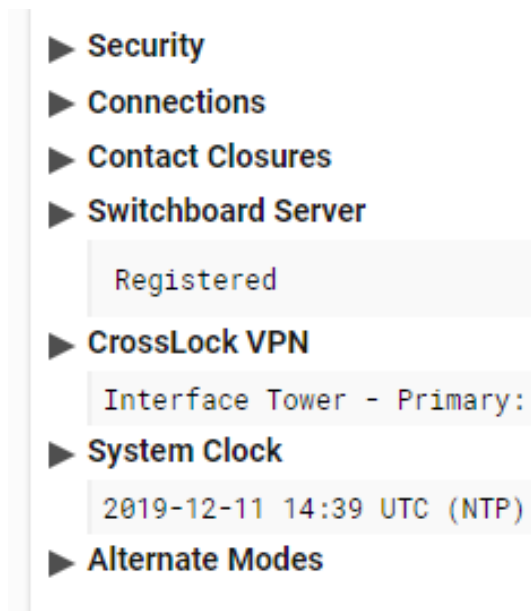 Security
Connections
Contact Closures
Switchboard Server
Registered
CrossLock VPN
Interface Tower - Primary:
System Clock
2019-12-11 14:39 UTC (NTP)
Alternate Modes